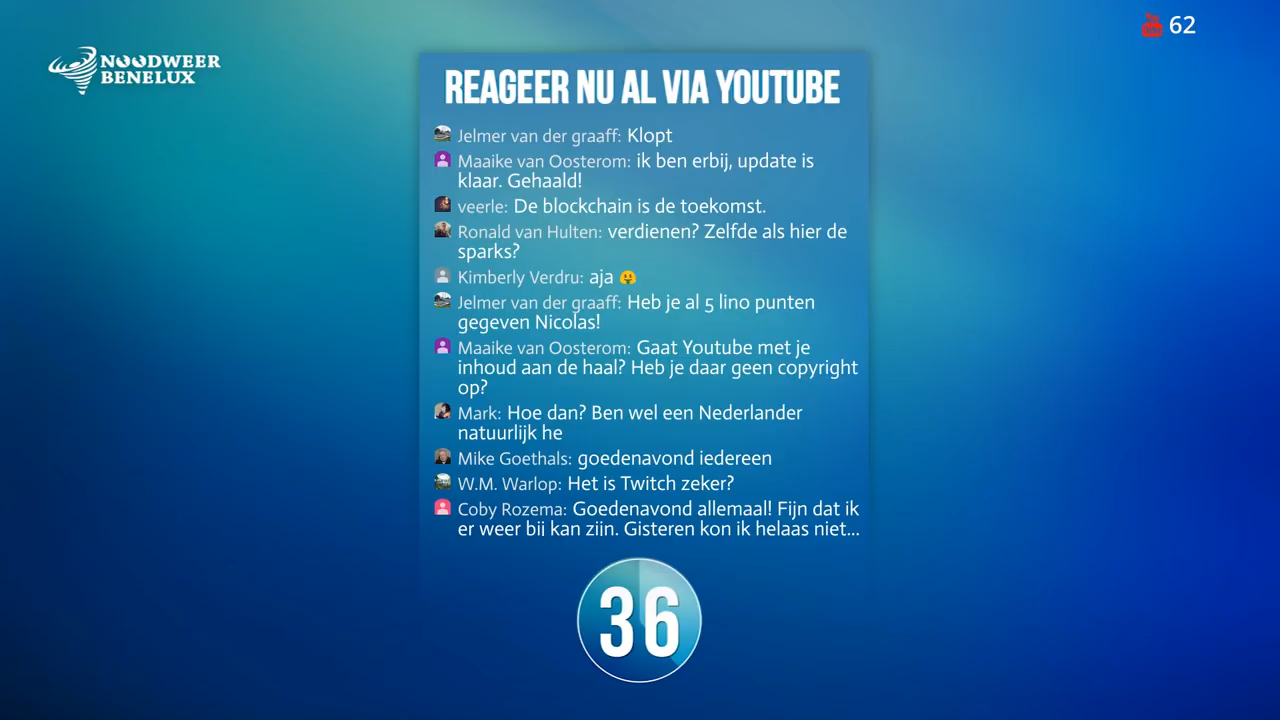 62
NOODWEER
BENELUX
REAGEER NU AL VIA YOUTUBE
Jelmer van der graaff: Klopt
Maaike van Oosterom: ik ben erbij, update is
klaar. Gehaald!
veerle: De blockchain is de toekomst.
Ronald van Hulten: verdienen? Zelfde als hier de
sparks?
Kimberly Verdru: aja 🤑
Jelmer van der graaff: Heb je al 5 lino punten
gegeven Nicolas!
Maaike van Oosterom: Gaat Youtube met je
inhoud aan de haal? Heb je daar geen copyright
op?
Mark: Hoe dan? Ben wel een Nederlander
natuurlijk he
Mike Goethals: goedenavond iedereen
W.M. Warlop: Het is Twitch zeker?
Coby Rozema: Goedenavond allemaal! Fijn dat ik
er weer bij kan zijn. Gisteren kon ik helaas niet...
36